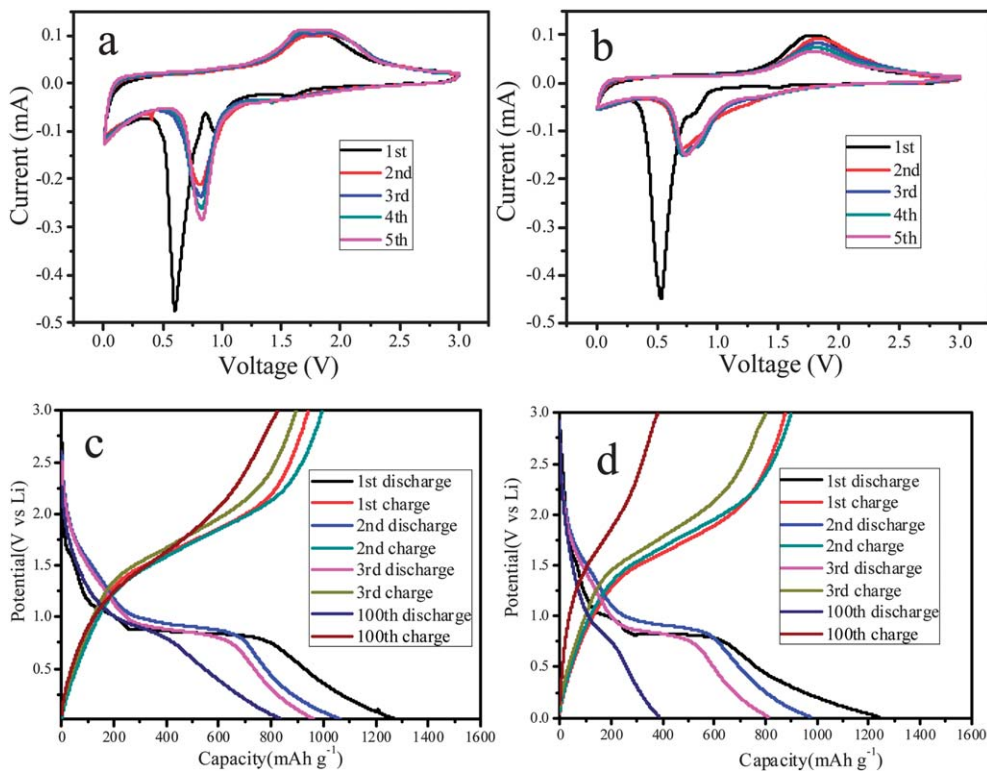 a
0.1
0.0
-0.1
-0.2
-0.3
-0.4
-0.5
Current (mA)
1st
2nd
3rd
4th
5th
0.0 0.5 1.0 1.5 2.0 2.5 3.0
Voltage (V)
b
0.1
0.0
-0.1
-0.2
-0.3
-0.4
-0.5
Current (mA)
1st
2nd
3rd
4th
5th
0.0 0.5 1.0 1.5 2.0 2.5 3.0
Voltage (V)
c
3.0
2.5
2.0
1.5
1.0
0.5
Potential(V vs Li)
1st discharge
1st charge
2nd discharge
2nd charge
3rd discharge
3rd charge
100th discharge
100th charge
0 200 400 600 800 1000 1200 1400 1600
Capacity(mAh g-1)
d
3.0
2.5
2.0
1.5
1.0
0.5
0.0
Potential(V vs Li)
1st discharge
1st charge
2nd discharge
2nd charge
3rd discharge
3rd charge
100th discharge
100th charge
0 200 400 600 800 1000 1200 1400 1600
Capacity(mAh g-1)